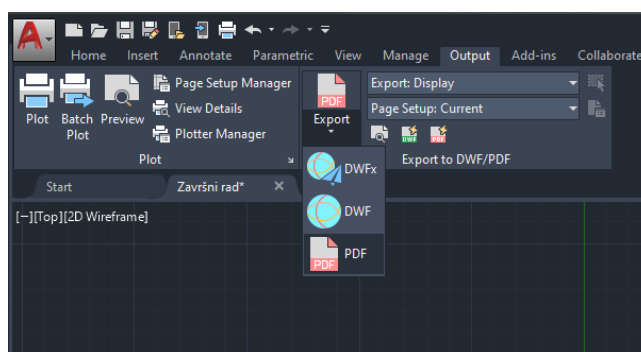 Home Insert Annotate Parametric View Manage Output Add-ins Collaborate
Plot
Batch Plot
Preview
Page Setup Manager
View Details
Plotter Manager
Plot
PDF
Export
Export: Display
Page Setup: Current
DWF PDF
Export to DWF/PDF
DWFx
DWF
PDF PDF
Start Završni rad*
[−][Top][2D Wireframe]